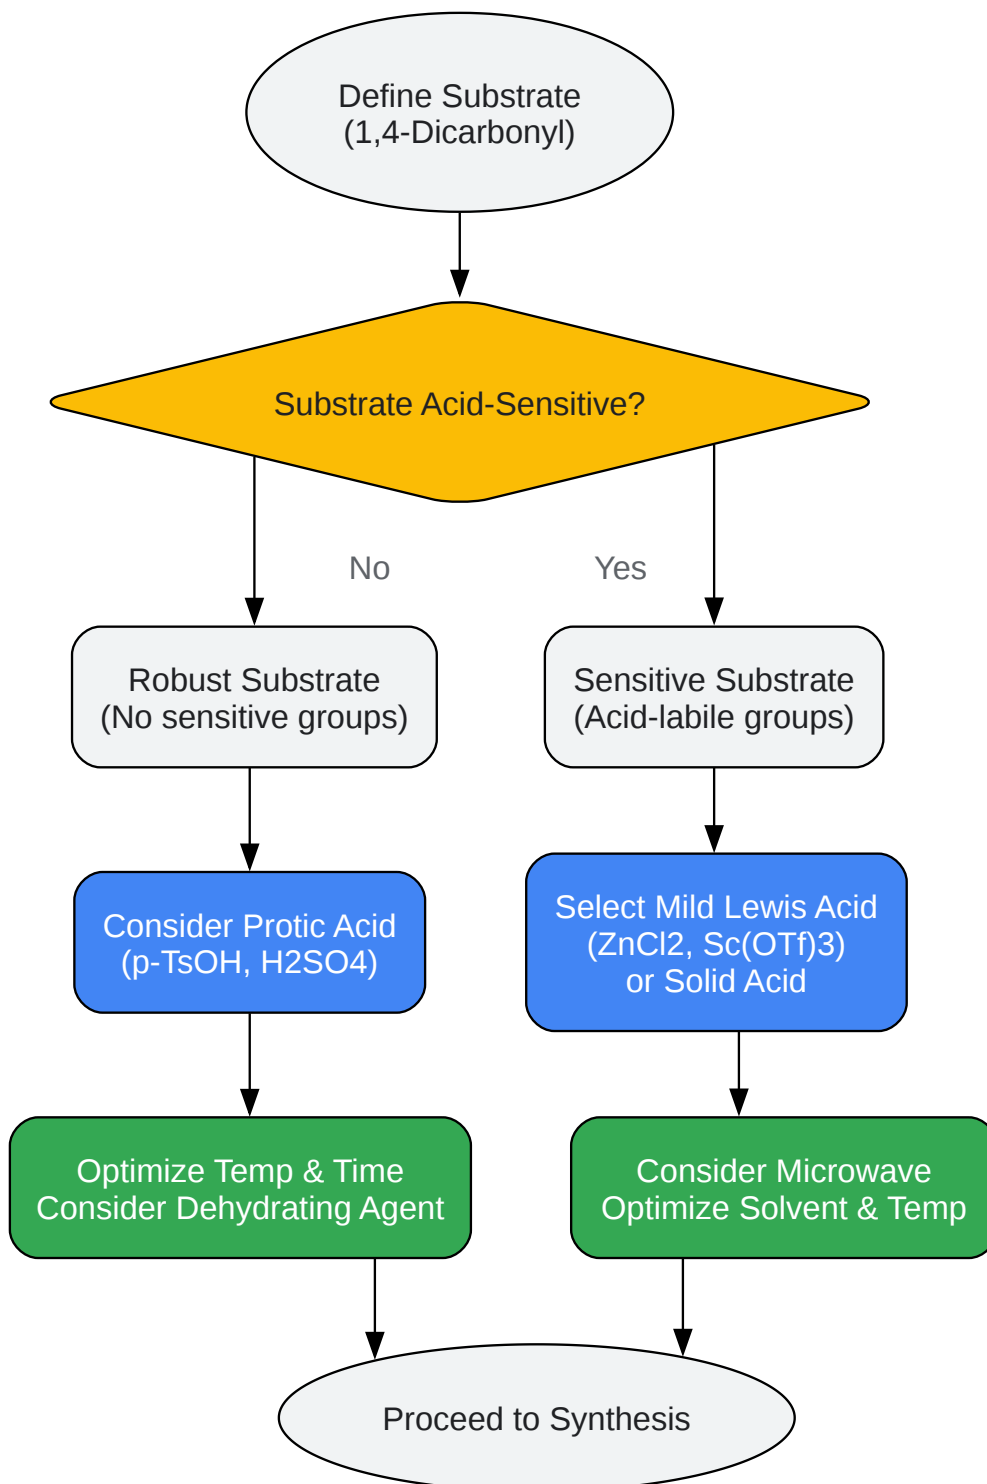 Define Substrate
(1,4-Dicarbonyl)
Substrate Acid-Sensitive?
No
Yes
Robust Substrate
(No sensitive groups)
Sensitive Substrate
(Acid-labile groups)
Consider Protic Acid
(p-TsOH, H2SO4)
Select Mild Lewis Acid
(ZnCl2, Sc(OTf)3)
or Solid Acid
Optimize Temp & Time
Consider Dehydrating Agent
Consider Microwave
Optimize Solvent & Temp
Proceed to Synthesis